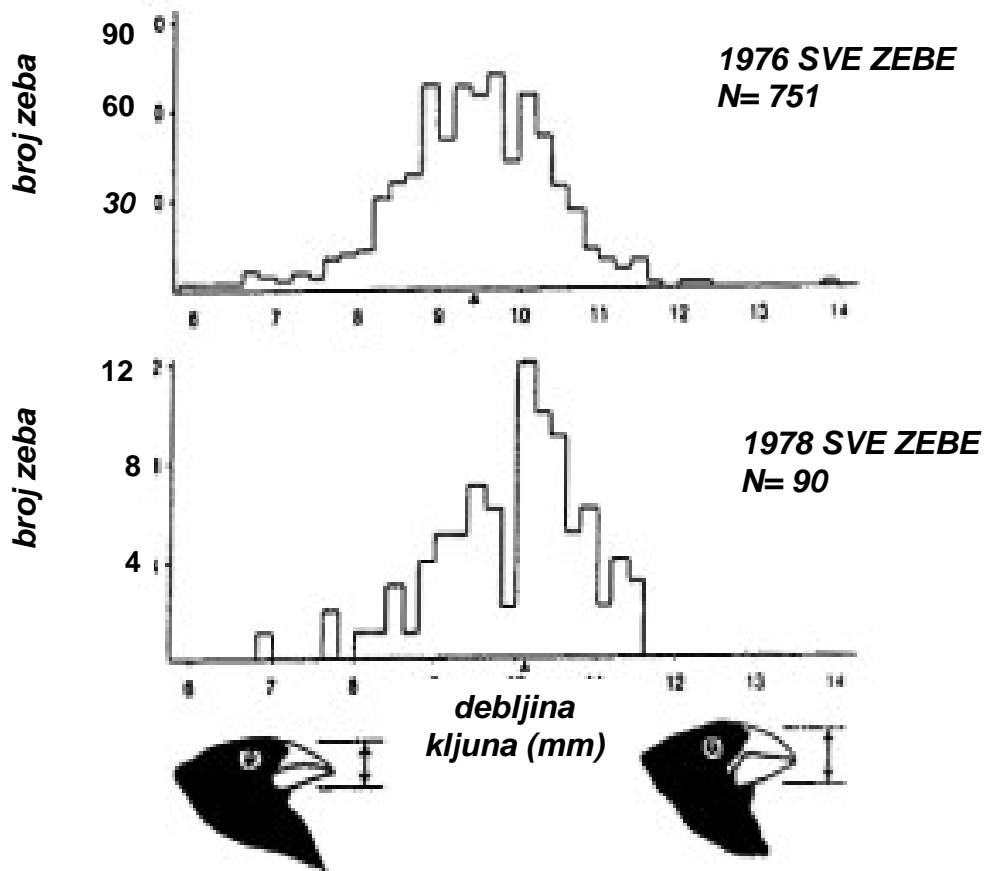 90
60
30
broj zeba
1976 SVE ZEBE
N= 751
6 7 8 9 10 11 12 13 14
12
8
4
broj zeba
1978 SVE ZEBE
N= 90
6 7 8 11 12 13 14
debljina
kljuna (mm)